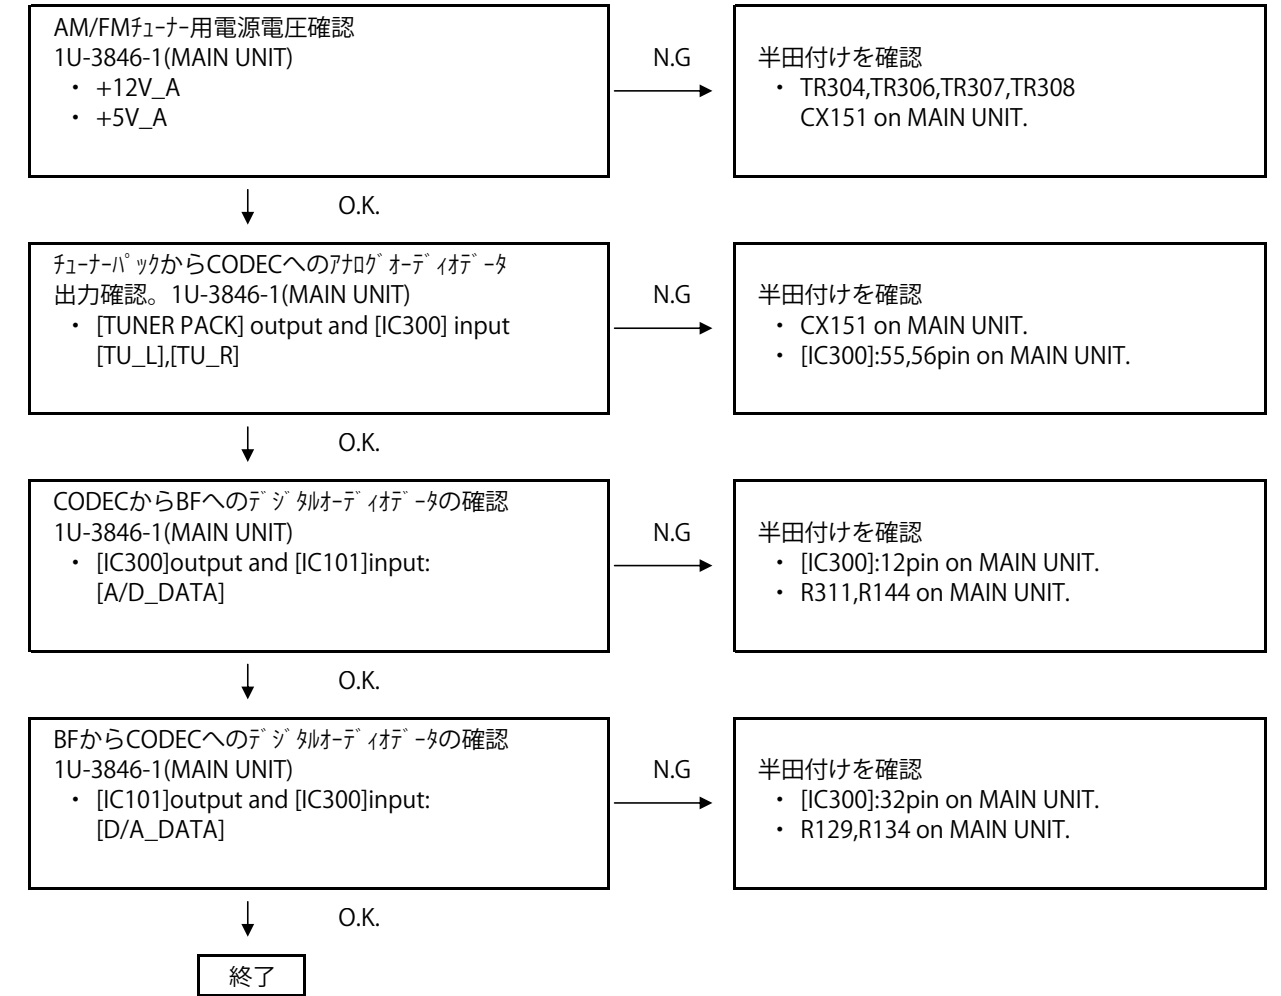 AM/FMﾁｭｰﾅｰ用電源電圧確認
1U-3846-1(MAIN UNIT)
・ +12V_A
・ +5V_A
N.G
半田付けを確認
・ TR304,TR306,TR307,TR308
CX151 on MAIN UNIT.
O.K.
ﾁｭｰﾅｰﾊﾟｯｸからCODECへのｱﾅﾛｸﾞｵｰﾃﾞｨｵﾃﾞｰﾀ
出力確認。1U-3846-1(MAIN UNIT)
・ [TUNER PACK] output and [IC300] input
[TU_L],[TU_R]
N.G
半田付けを確認
・ CX151 on MAIN UNIT.
・ [IC300]:55,56pin on MAIN UNIT.
O.K.
CODECからBFへのﾃﾞｼﾞﾀﾙｵｰﾃﾞｨｵﾃﾞｰﾀの確認
1U-3846-1(MAIN UNIT)
・ [IC300]output and [IC101]input:
[A/D_DATA]
N.G
半田付けを確認
・ [IC300]:12pin on MAIN UNIT.
・ R311,R144 on MAIN UNIT.
O.K.
BFからCODECへのﾃﾞｼﾞﾀﾙｵｰﾃﾞｨｵﾃﾞｰﾀの確認
1U-3846-1(MAIN UNIT)
・ [IC101]output and [IC300]input:
[D/A_DATA]
N.G
半田付けを確認
・ [IC300]:32pin on MAIN UNIT.
・ R129,R134 on MAIN UNIT.
O.K.
終了